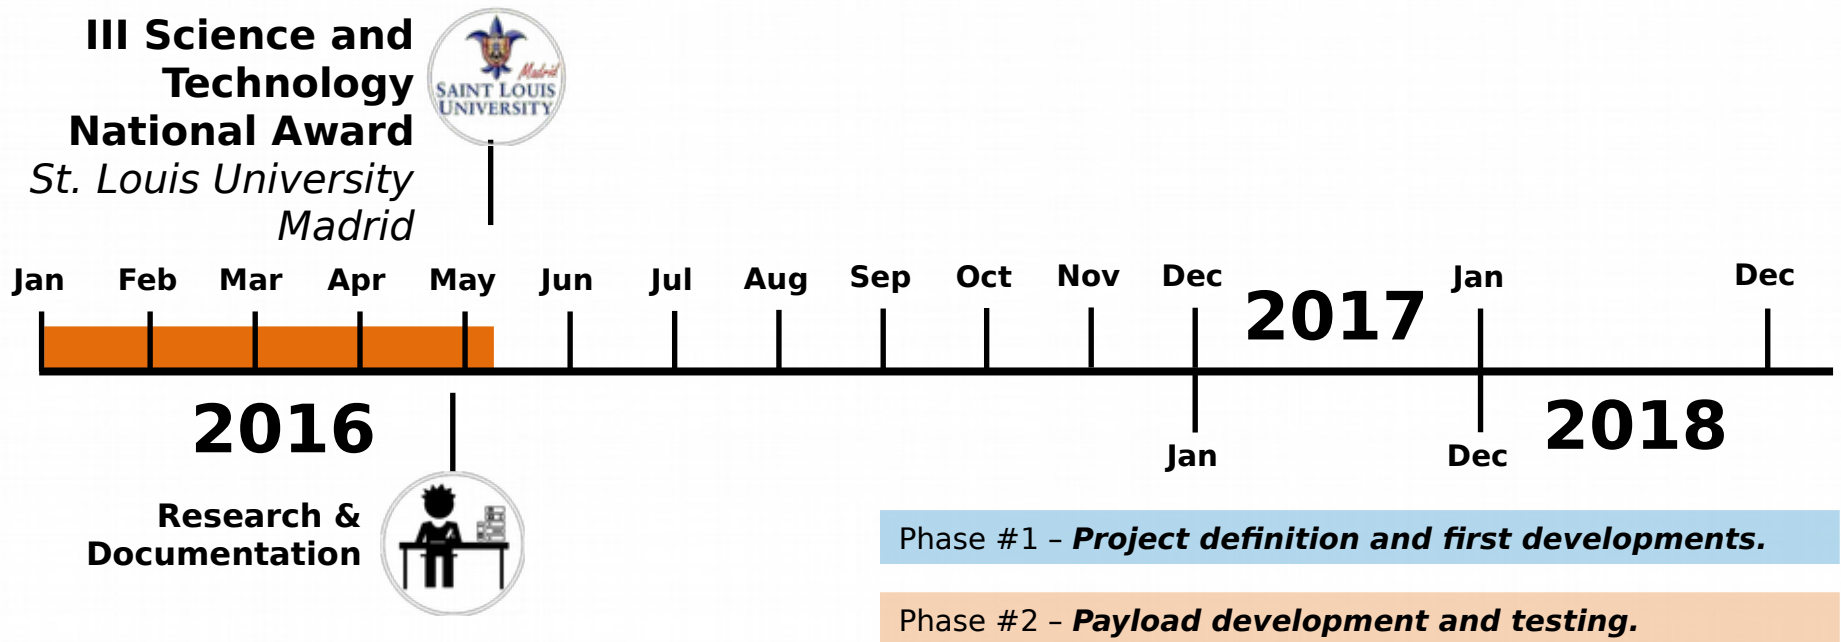 III Science and
Technology
National Award
St. Louis University
Madrid
Madrid
SAINT LOUIS
UNIVERSITY
Jan Feb Mar Apr May Jun Jul Aug Sep Oct Nov Dec Jan Dec
2017
2016
2018
Jan Dec
Research &
Documentation
Phase #1 – Project definition and first developments.
Phase #2 – Payload development and testing.